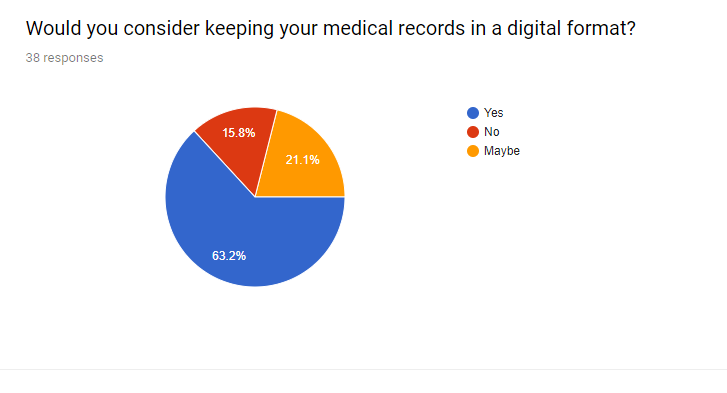 Would you consider keeping your medical records in a digital format?
38 responses
Yes
No
Maybe
15.8%
21.1%
63.2%